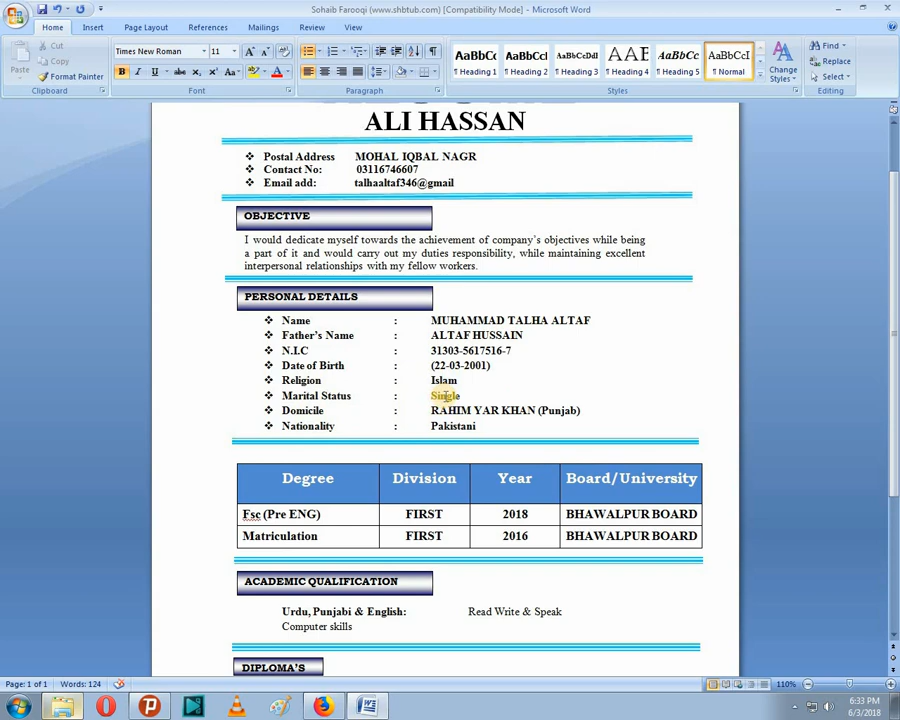 Sohaib Farooqi (www.shbtub.com) [Compatibility Mode] - Microsoft Word
Home Insert Page Layout References Mailings Review View
Cut
Copy
Paste
Format Painter
Times New Roman 11
B I U abc x₂ x² Aa
AaBbCc AaBbCcI AaBbCcDdl AAE AaBbCc AaBbCcI
¶ Heading 1 ¶ Heading 2 ¶ Heading 3 ¶ Heading 4 ¶ Heading 5 ¶ Normal
Change
Styles
Find
Replace
Select
Clipboard Font Paragraph Styles Editing
ALI HASSAN
❖ Postal Address MOHAL IQBAL NAGR
❖ Contact No: 03116746607
❖ Email add: talhaaltaf346@gmail
OBJECTIVE
I would dedicate myself towards the achievement of company's objectives while being
a part of it and would carry out my duties responsibility, while maintaining excellent
interpersonal relationships with my fellow workers.
PERSONAL DETAILS
❖ Name : MUHAMMAD TALHA ALTAF
❖ Father's Name : ALTAF HUSSAIN
❖ N.I.C : 31303-5617516-7
❖ Date of Birth : (22-03-2001)
❖ Religion : Islam
❖ Marital Status : Single
❖ Domicile : RAHIM YAR KHAN (Punjab)
❖ Nationality : Pakistani
Degree Division Year Board/University
Fsc (Pre ENG) FIRST 2018 BHAWALPUR BOARD
Matriculation FIRST 2016 BHAWALPUR BOARD
ACADEMIC QUALIFICATION
Urdu, Punjabi & English: Read Write & Speak
Computer skills
DIPLOMA'S
Page: 1 of 1 Words: 124 110%
6:33 PM
6/3/2018